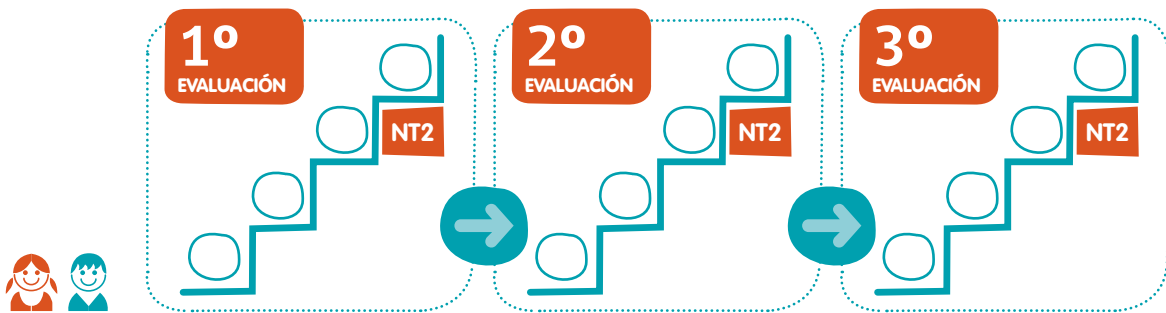 1º
EVALUACIÓN
NT2
2º
EVALUACIÓN
NT2
3º
EVALUACIÓN
NT2